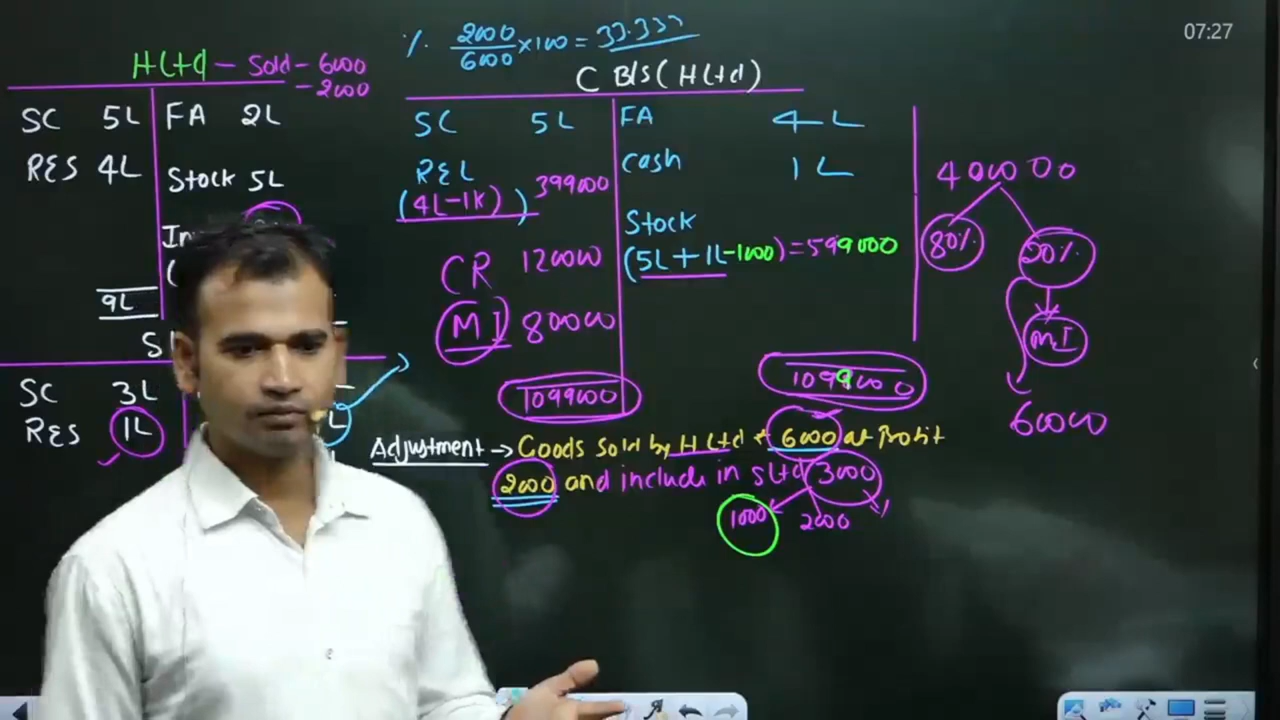 07:27
% 2000/6000 ×100 = 33.333
H Ltd – Sold – 6000
– 2000
SC 5L FA 2L
RES 4L
Stock 5L
9L
SC 3L
RES 1L
C B/S (H Ltd)
SC 5L FA 4L
R&L cash 1L
(4L-1K) 399000
Stock
(5L + 1L -1000) = 599000
CR 120000
MI 80000
1099000 1099000
400000
80% 20%
MI
60000
Adjustment → Goods sold by H Ltd ₹ 6000 at Profit
2000 and include in S Ltd 3000
1000 2000